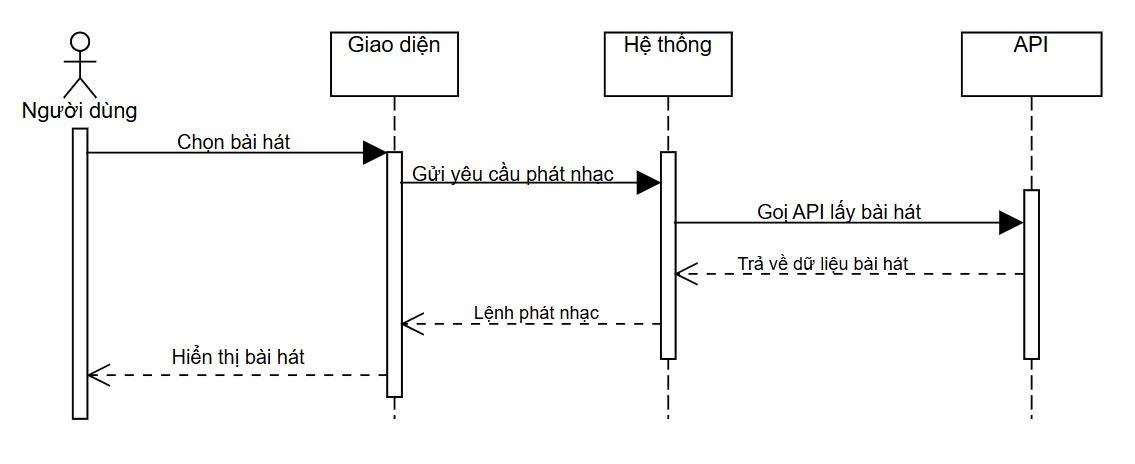 Giao diện
Hệ thống
API
Người dùng
Chọn bài hát
Gửi yêu cầu phát nhạc
Gọi API lấy bài hát
Trả về dữ liệu bài hát
Lệnh phát nhạc
Hiển thị bài hát